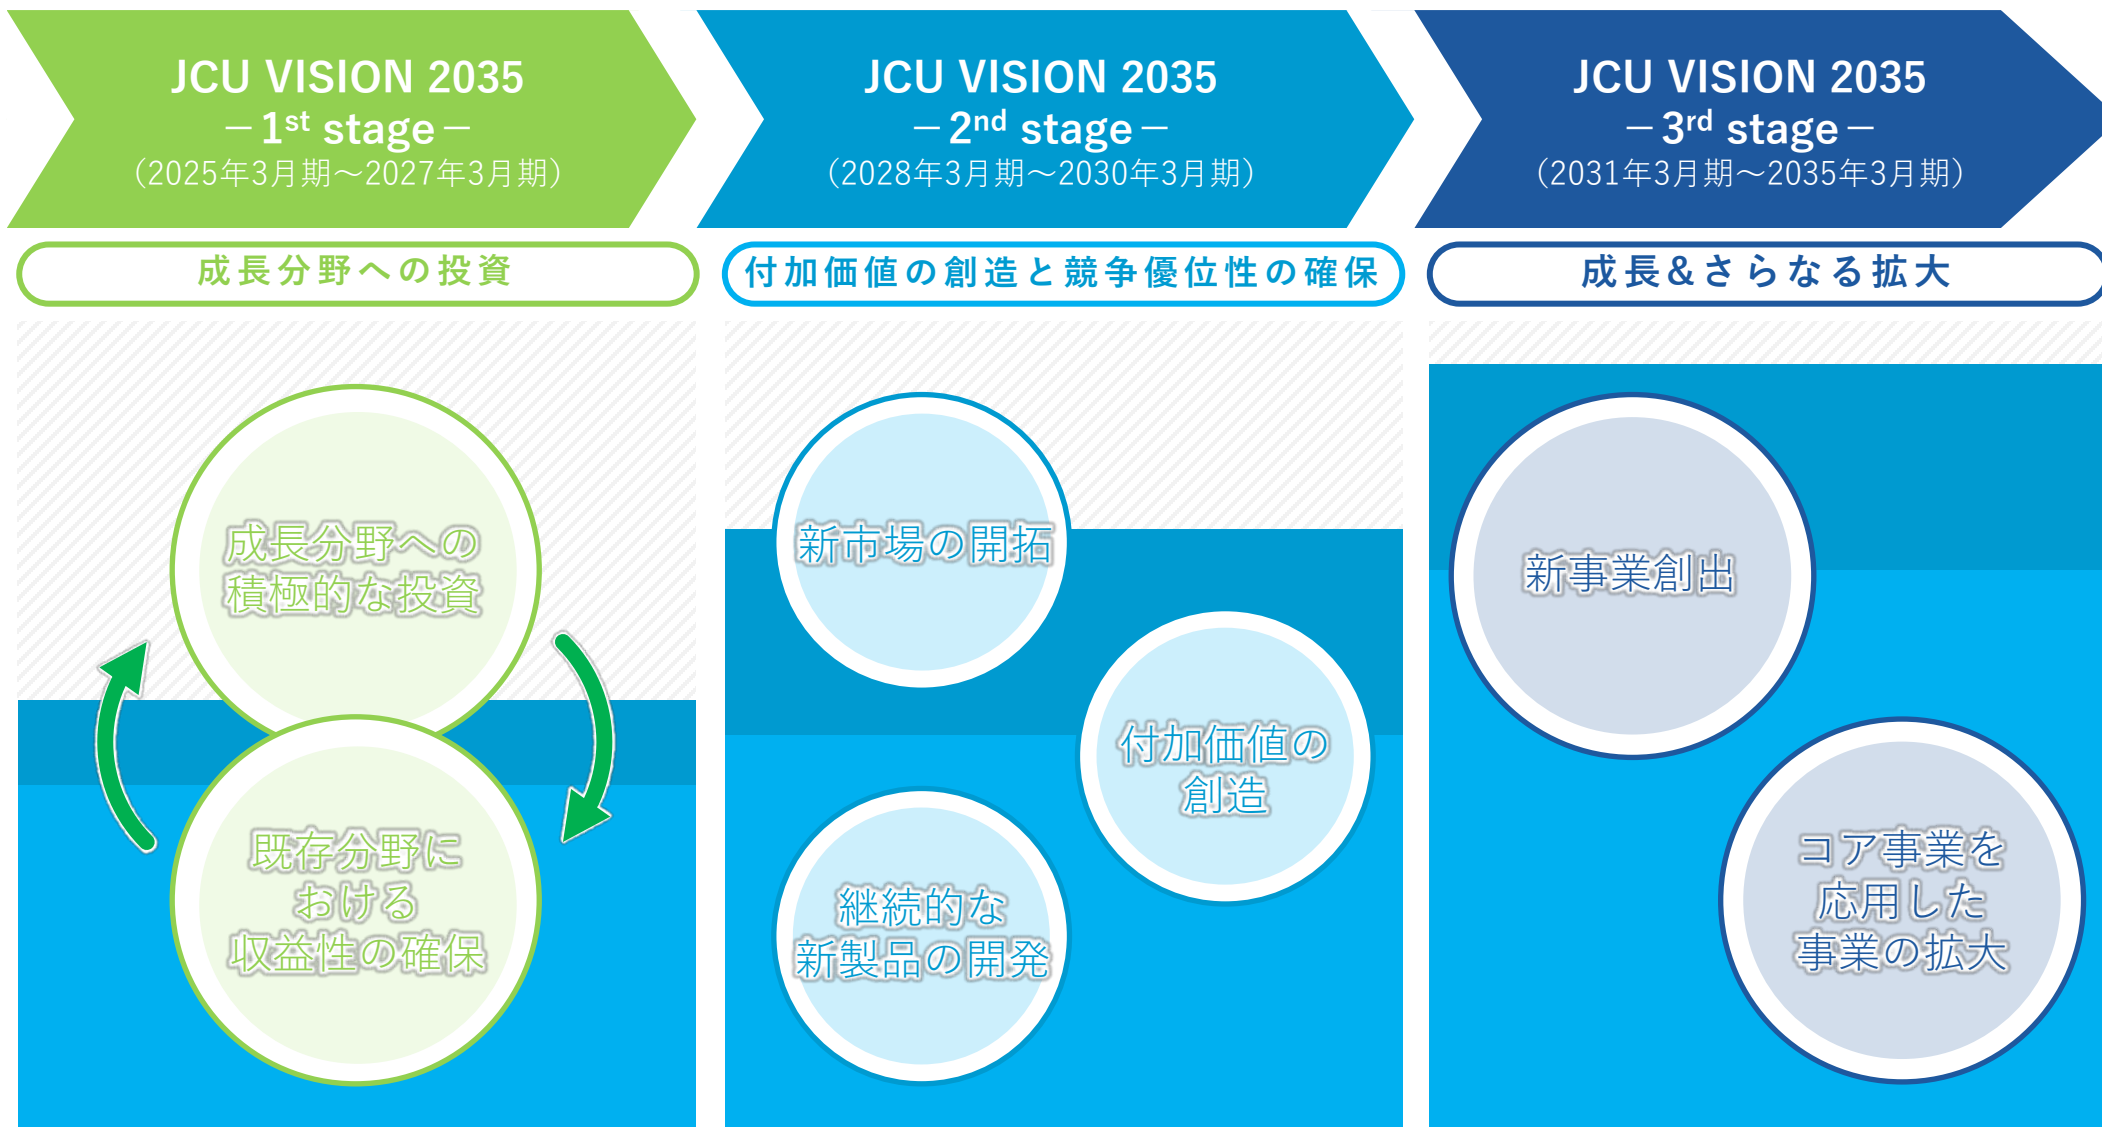 JCU VISION 2035
－1st stage－
（2025年3月期～2027年3月期）
成長分野への投資
成長分野への
積極的な投資
既存分野に
おける
収益性の確保
JCU VISION 2035
－2nd stage－
（2028年3月期～2030年3月期）
付加価値の創造と競争優位性の確保
新市場の開拓
付加価値の
創造
継続的な
新製品の開発
JCU VISION 2035
－3rd stage－
（2031年3月期～2035年3月期）
成長&さらなる拡大
新事業創出
コア事業を
応用した
事業の拡大